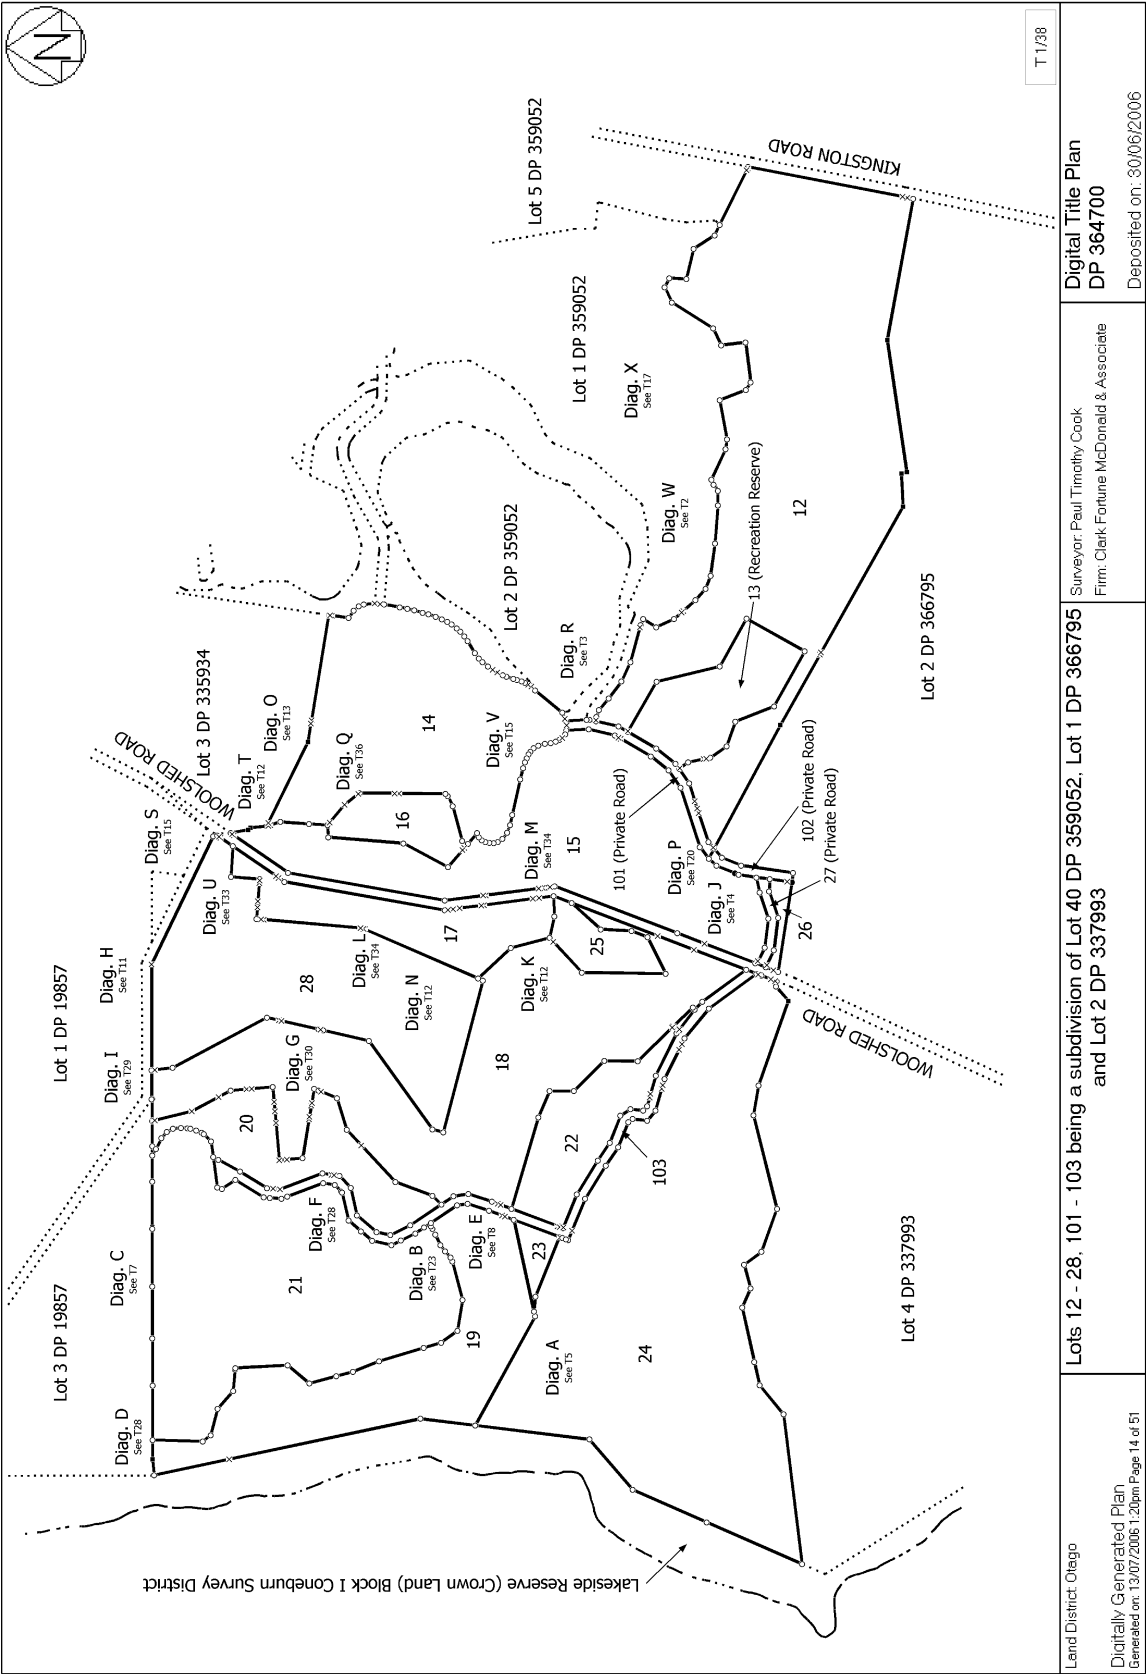 N
T 1/38
Lot 3 DP 19857
Lot 1 DP 19857
Lot 3 DP 335934
WOOLSHED ROAD
Lot 5 DP 359052
Lot 1 DP 359052
Lot 2 DP 359052
KINGSTON ROAD
Diag. D
See T28
Diag. C
See T7
Diag. I
See T29
Diag. H
See T11
Diag. S
See T15
Diag. U
See T33
Diag. T
See T12
Diag. O
See T13
Diag. Q
See T36
Diag. G
See T30
Diag. L
See T34
Diag. N
See T12
Diag. F
See T28
Diag. B
See T23
Diag. E
See T8
Diag. A
See T5
Diag. K
See T12
Diag. M
See T34
Diag. V
See T15
Diag. R
See T3
Diag. W
See T2
Diag. X
See T17
Diag. P
See T20
Diag. J
See T4
20
28
21
14
16
17
18
19
15
22
23
25
24
103
26
12
13 (Recreation Reserve)
101 (Private Road)
102 (Private Road)
27 (Private Road)
WOOLSHED ROAD
Lot 4 DP 337993
Lot 2 DP 366795
Lakeside Reserve (Crown Land) Block I Coneburn Survey District
Land District: Otago
Digitally Generated Plan
Generated on: 13/07/2006 1:20pm Page 14 of 51
Lots 12 - 28, 101 - 103 being a subdivision of Lot 40 DP 359052, Lot 1 DP 366795
and Lot 2 DP 337993
Surveyor: Paul Timothy Cook
Firm: Clark Fortune McDonald & Associate
Digital Title Plan
DP 364700
Deposited on: 30/06/2006